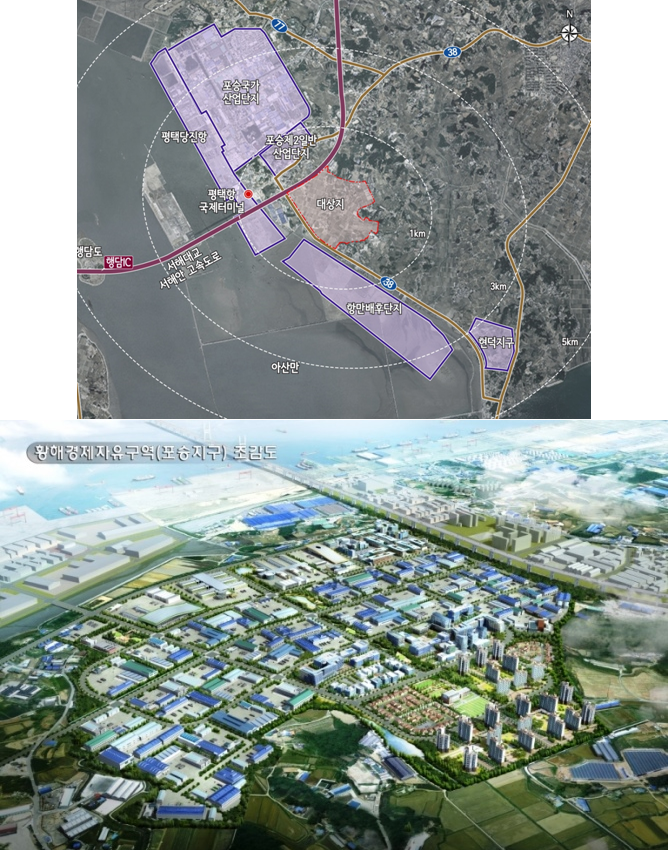 N
77
38
포승국가
산업단지
평택당진항
포승제2일반
산업단지
평택항
국제터미널
대상지
1km
행담도
행담IC
서해대교
서해안 고속도로
38
3km
항만배후단지
현덕지구
5km
아산만
황해경제자유구역(포승지구) 조감도